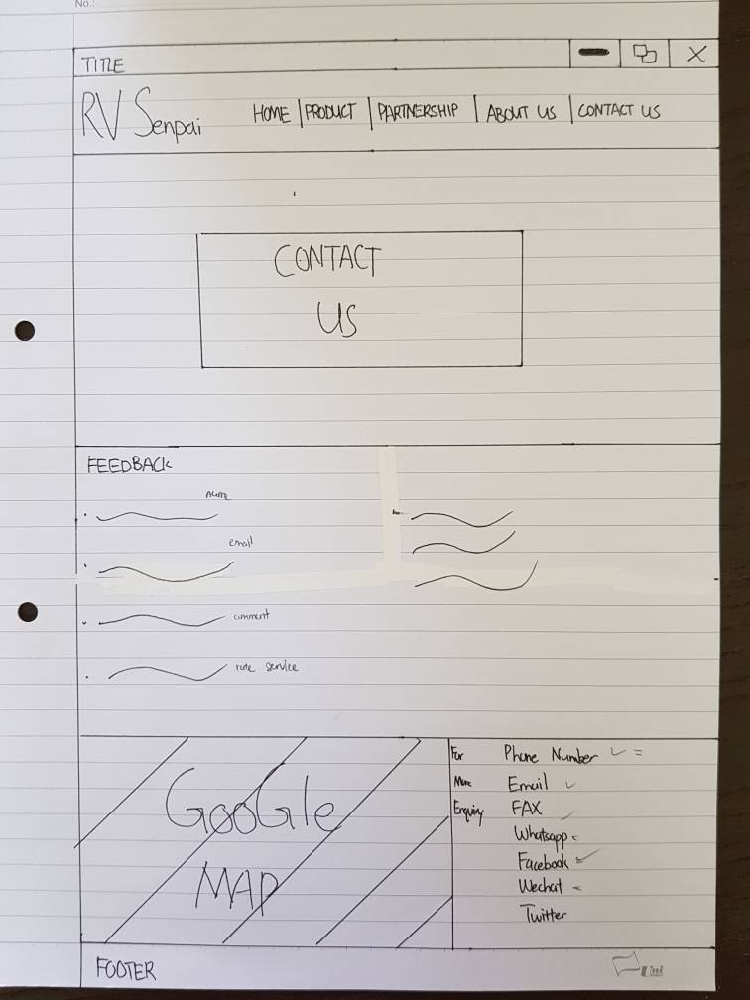 No.:
TITLE
RV Senpai
HOME | PRODUCT | PARTNERSHIP | ABOUT US | CONTACT US
CONTACT
US
FEEDBACK
name
email
comment
rate service
GOOGle
MAP
For
More
Enquiry
Phone Number
Email
FAX
Whatsapp
Facebook
Wechat
Twitter
FOOTER